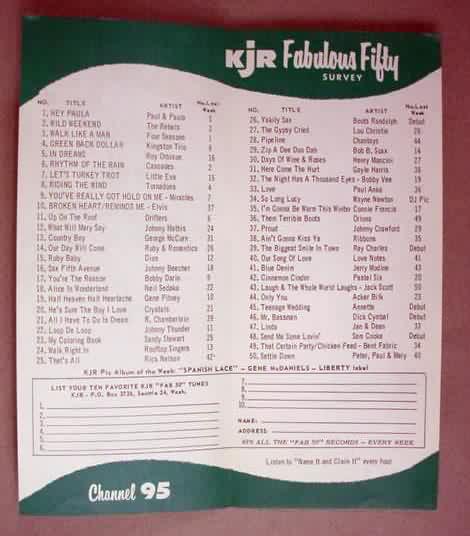 KJR Fabulous Fifty
SURVEY
NO. TITLE ARTIST No. Last Week
1. HEY PAULA Paul & Paula 1
2. WILD WEEKEND The Rebels 2
3. WALK LIKE A MAN Four Seasons
4. GREEN BACK DOLLAR Kingston Trio
5. IN DREAMS Roy Orbison 16
6. RHYTHM OF THE RAIN Cascades
7. LET'S TURKEY TROT Little Eva 15
8. RIDING THE WIND Tornadoes
9. YOU'VE REALLY GOT HOLD ON ME - Miracles 7
10. BROKEN HEART/REMINDS ME - Elvis 37
11. Up On The Roof Drifters 6
12. What Will Mary Say Johnny Mathis 24
13. Country Boy George McCurn 31
14. Our Day Will Come Ruby & Romantics 26
15. Ruby Baby Dion 12
16. Sax Fifth Avenue Johnny Beecher 18
17. You're The Reason Bobby Darin 9
18. Alice In Wonderland Neil Sedaka 22
19. Half Heaven Half Heartache Gene Pitney 10
20. He's Sure The Boy I Love Crystals 21
21. All I Have To Do Is Dream R. Chamberlain 29
22. Loop De Loop Johnny Thunder 11
23. My Coloring Book Sandy Stewart 25
24. Walk Right In Rooftop Singers 13
25. That's All Rick Nelson 42
NO. TITLE ARTIST No. Last Week
26. Yakity Sax Boots Randolph Debut
27. The Gypsy Cried Lou Christie 28
28. Pipeline Chantays 44
29. Zip A Dee Doo Dah Bob B. Soxx 14
30. Days Of Wine & Roses Henry Mancini 27
31. Here Come The Hurt Gayle Harris 38
32. The Night Has A Thousand Eyes - Bobby Vee 19
33. Love Paul Anka 36
34. So Long Lucy Wayne Newton DJ Pic
35. I'm Gonna Be Warm This Winter Connie Francis 17
36. Them Terrible Boots Orlons 49
37. Proud Johnny Crawford 29
38. Ain't Gonna Kiss Ya Ribbons 35
39. The Biggest Smile In Town Ray Charles Debut
40. Our Song Of Love Love Notes 41
41. Blue Denim Jerry Modine 43
42. Cinnamon Cinder Pastel Six 20
43. Laugh & The Whole World Laughs - Jack Scott 50
44. Only You Acker Bilk 23
45. Teenage Wedding Annette Debut
46. Mr. Bassman Dick Cymbal Debut
47. Linda Jan & Dean 33
48. Send Me Some Lovin' Sam Cooke Debut
49. That Certain Party/Chicken Feed - Bent Fabric 34
50. Settle Down Peter, Paul & Mary 40
KJR Pic Album of the Week: "SPANISH LACE" - GENE McDANIELS - LIBERTY label
LIST YOUR TEN FAVORITE KJR "FAB 50" TUNES
KJR - P.O. Box 3726, Seattle 24, Wash.
1.
2.
3.
4.
5.
6.
7.
8.
9.
10.
NAME:
ADDRESS:
WIN ALL THE "FAB 50" RECORDS - EVERY WEEK
Listen to "Name It and Claim It" every hour
Channel 95